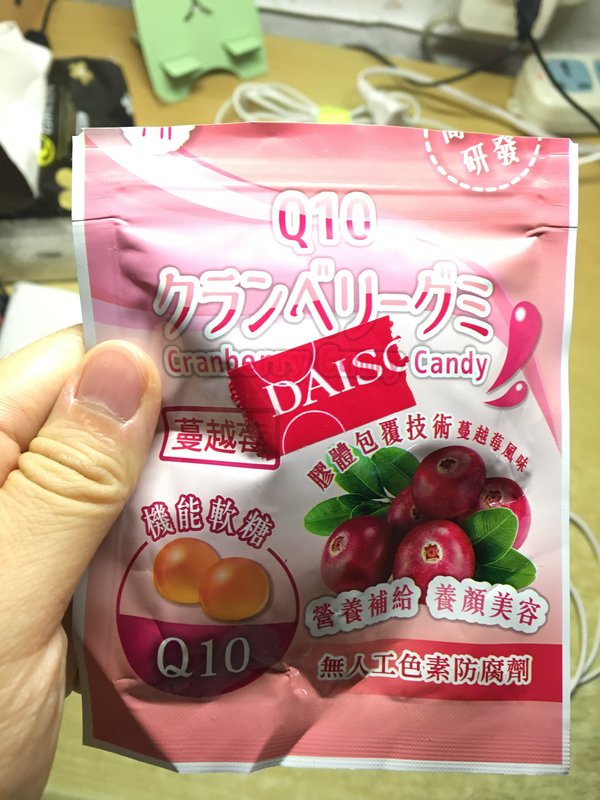 研發
Q10
クランベリーグミ
Candy
DAISO
蔓越莓
膠體包覆技術 蔓越莓風味
機能軟糖
營養補給 養顏美容
Q10
無人工色素防腐劑